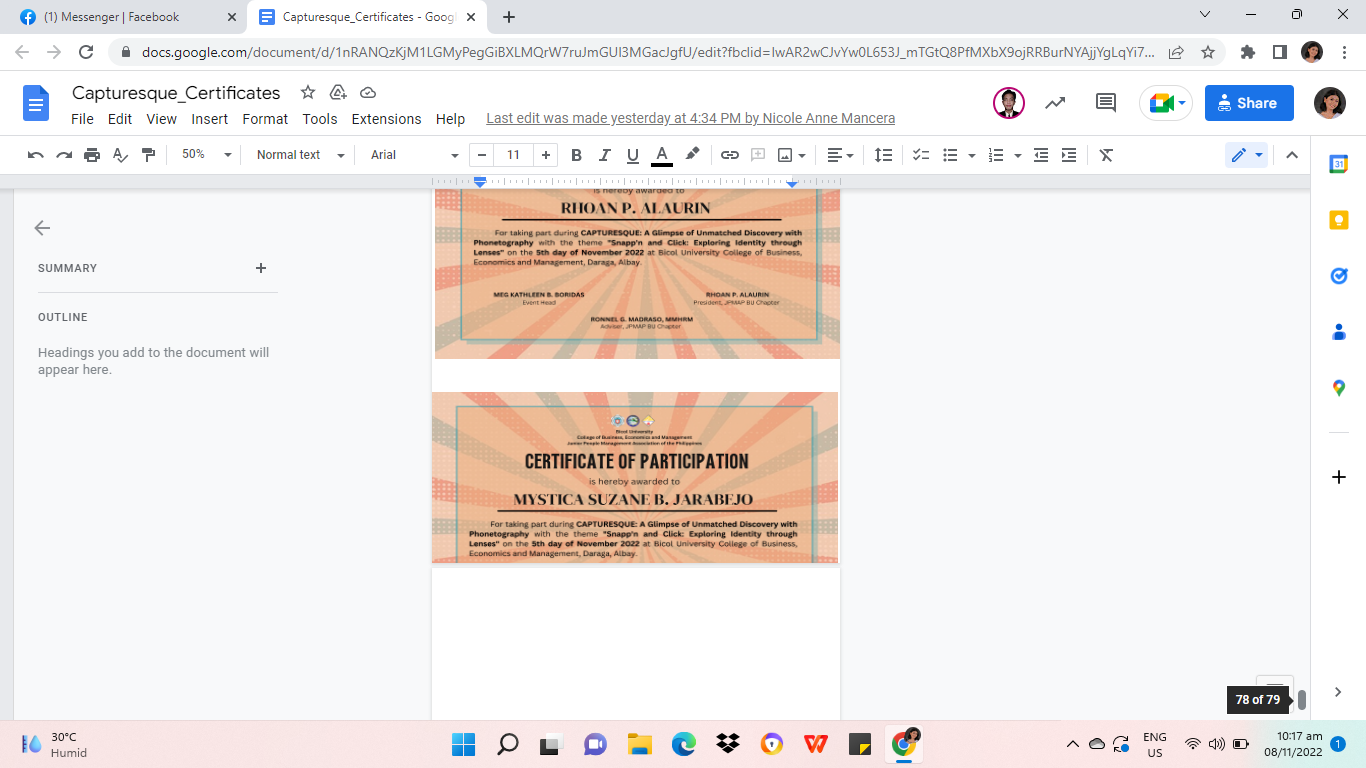 (1) Messenger | Facebook
Capturesque_Certificates - Goog
docs.google.com/document/d/1nRANQzKjM1LGMyPegGiBXLMQrW7ruJmGUI3MGacJgfU/edit?fbclid=IwAR2wCJvYw0L653J_mTGtQ8PfMXbX9ojRRBurNYAjjYgLqYi7...
Capturesque_Certificates
File Edit View Insert Format Tools Extensions Help Last edit was made yesterday at 4:34 PM by Nicole Anne Mancera
Share
50% Normal text Arial 11
SUMMARY
OUTLINE
Headings you add to the document will
appear here.
is hereby awarded to
RHOAN P. ALAURIN
For taking part during CAPTURESQUE: A Glimpse of Unmatched Discovery with
Phonetography with the theme "Snapp'n and Click: Exploring Identity through
Lenses" on the 5th day of November 2022 at Bicol University College of Business,
Economics and Management, Daraga, Albay.
MEG KATHLEEN B. BORIDAS RHOAN P. ALAURIN
Event Head President, JPMAP BU Chapter
RONNEL G. MADRASO, MMHRM
Adviser, JPMAP BU Chapter
Bicol University
College of Business, Economics and Management
Junior People Management Association of the Philippines
CERTIFICATE OF PARTICIPATION
is hereby awarded to
MYSTICA SUZANE B. JARABEJO
For taking part during CAPTURESQUE: A Glimpse of Unmatched Discovery with
Phonetography with the theme "Snapp'n and Click: Exploring Identity through
Lenses" on the 5th day of November 2022 at Bicol University College of Business,
Economics and Management, Daraga, Albay.
78 of 79
30°C
Humid
ENG
US
10:17 am
08/11/2022
1